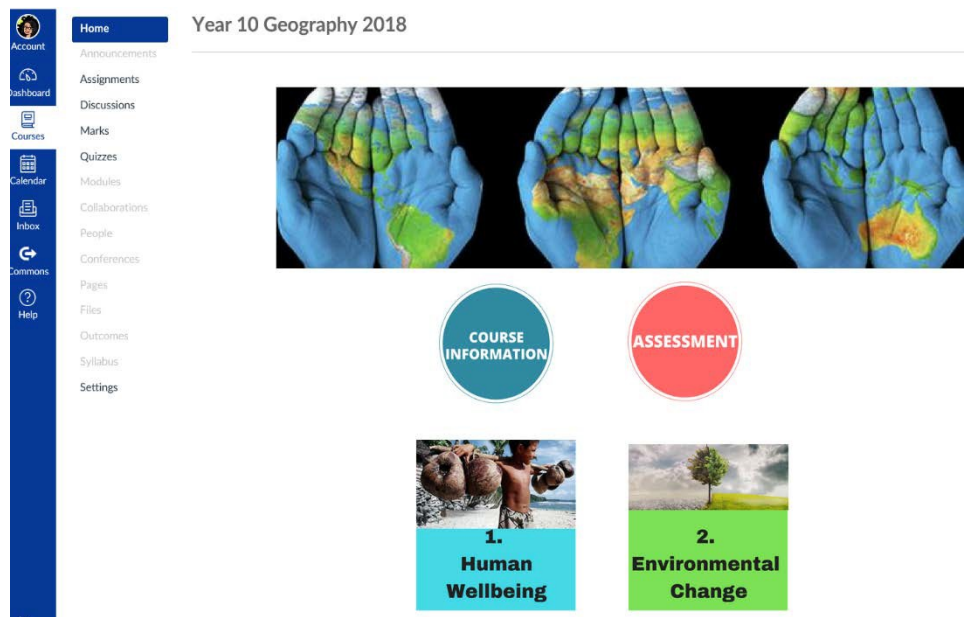 Account
Dashboard
Courses
Calendar
Inbox
Commons
Help
Home
Announcements
Assignments
Discussions
Marks
Quizzes
Modules
Collaborations
People
Conferences
Pages
Files
Outcomes
Syllabus
Settings
Year 10 Geography 2018
COURSE
INFORMATION
ASSESSMENT
1.
Human
Wellbeing
2.
Environmental
Change